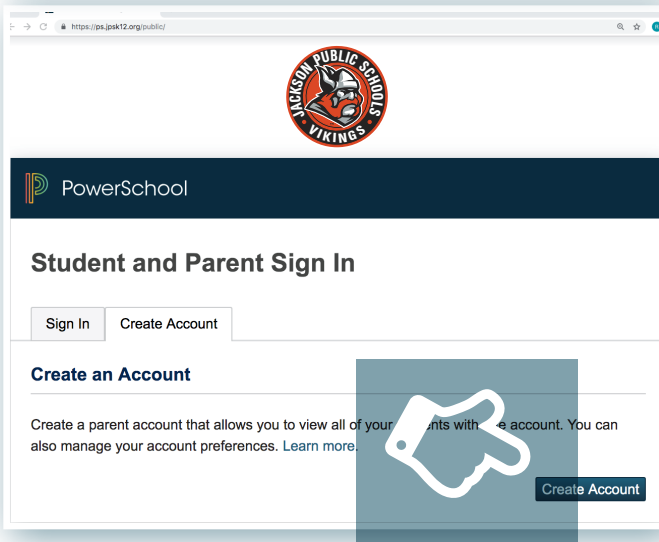 https://ps.jpsk12.org/public/
JACKSON PUBLIC SCHOOLS
VIKINGS
PowerSchool
Student and Parent Sign In
Sign In Create Account
Create an Account
Create a parent account that allows you to view all of your with account. You can
also manage your account preferences. Learn more.
Create Account